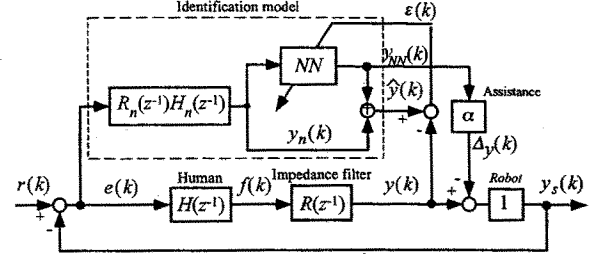 Identification model
ε(k)
NN
y_NN(k)
ŷ(k)
R_n(z⁻¹)H_n(z⁻¹)
+
-
Assistance
α
y_n(k)
Δ_y(k)
r(k)
e(k)
Human
f(k)
Impedance filter
y(k)
Robot
y_s(k)
+
-
H(z⁻¹)
R(z⁻¹)
-
-
1